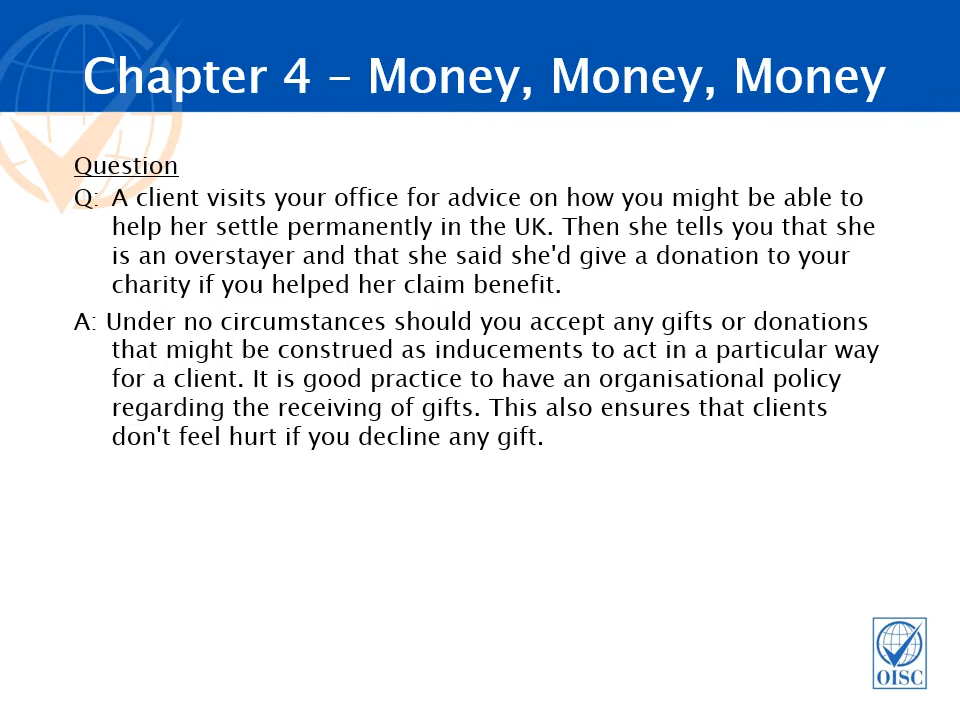 Chapter 4 – Money, Money, Money
Question
Q: A client visits your office for advice on how you might be able to
help her settle permanently in the UK. Then she tells you that she
is an overstayer and that she said she'd give a donation to your
charity if you helped her claim benefit.
A: Under no circumstances should you accept any gifts or donations
that might be construed as inducements to act in a particular way
for a client. It is good practice to have an organisational policy
regarding the receiving of gifts. This also ensures that clients
don't feel hurt if you decline any gift.
OISC